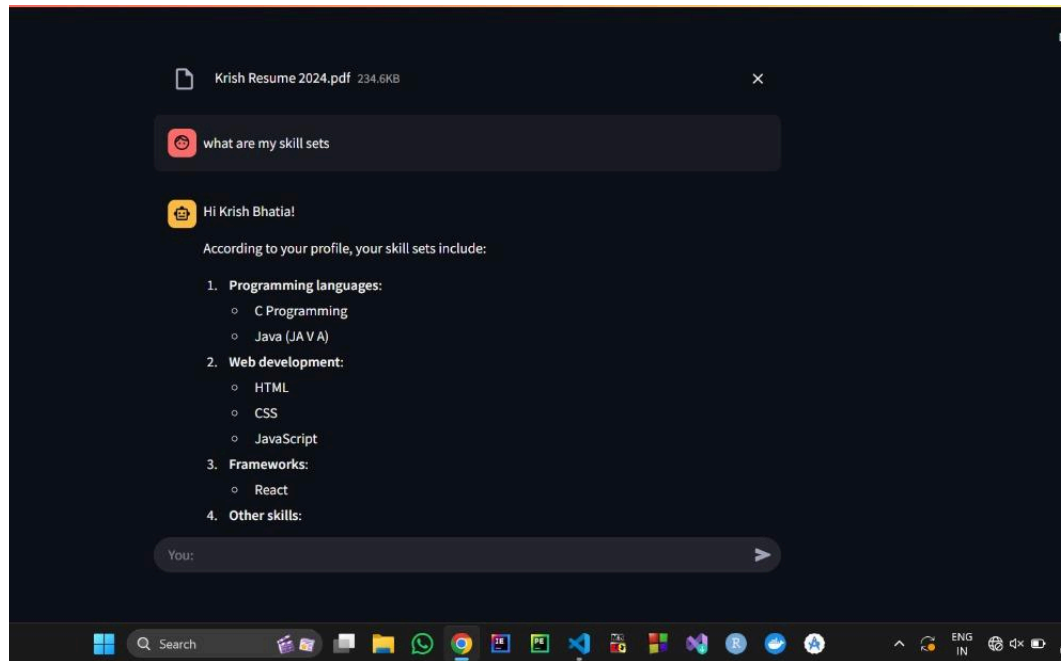 Krish Resume 2024.pdf 234.6KB
what are my skill sets
Hi Krish Bhatia!
According to your profile, your skill sets include:
1. Programming languages:
○ C Programming
○ Java (JA V A)
2. Web development:
○ HTML
○ CSS
○ JavaScript
3. Frameworks:
○ React
4. Other skills:
You:
Search
ENG
IN